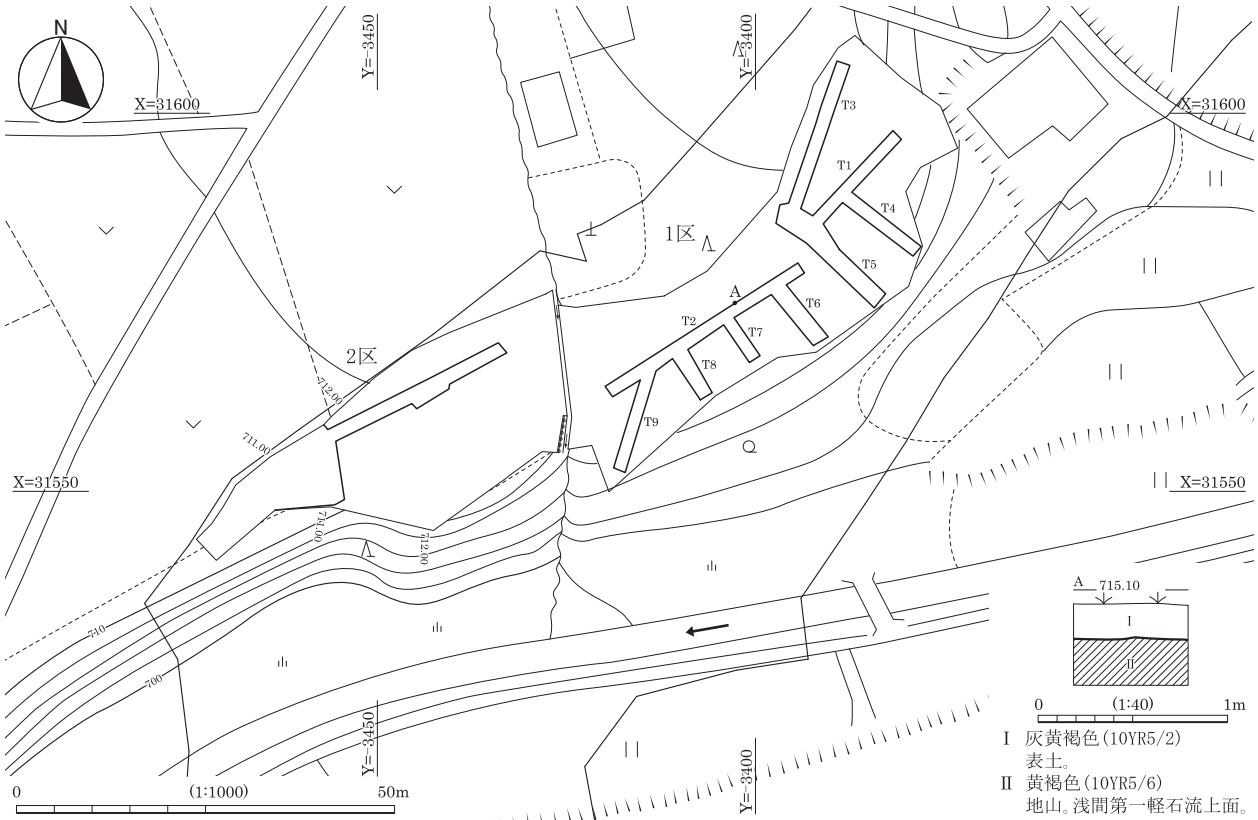 N
Y=-3450
Y=-3400
X=31600
X=31600
T3
T1
T4
1区
T5
A
T6
T2
T7
T8
T9
2区
712.00
711.00
X=31550
X=31550
711.00
712.00
710
700
A 715.10
I
II
0 (1:40) 1m
Y=-3450
Y=-3400
I 灰黄褐色(10YR5/2)
表土。
II 黄褐色(10YR5/6)
地山。浅間第一軽石流上面。
0 (1:1000) 50m